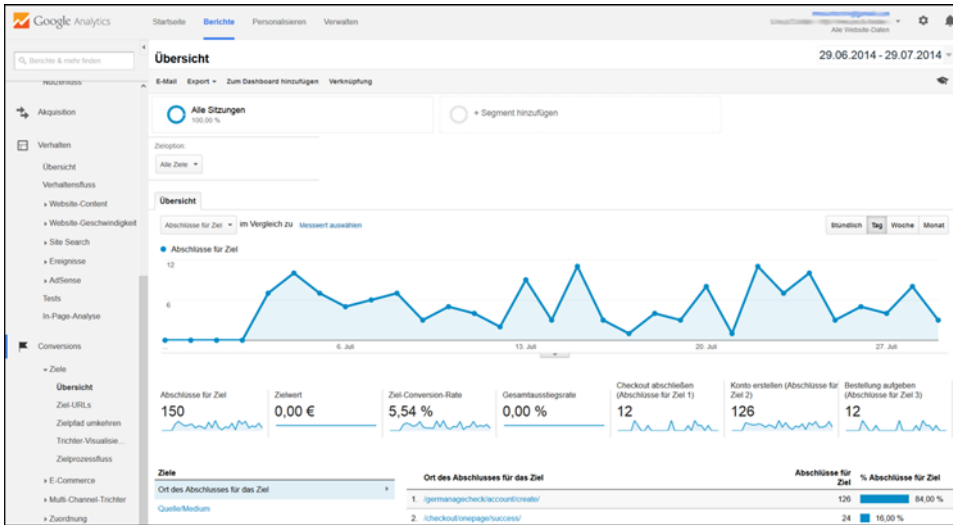 Google Analytics
Startseite Berichte Personalisieren Verwalten
Alle Website-Daten
Berichte & mehr finden
Übersicht
29.06.2014 - 29.07.2014
E-Mail Export Zum Dashboard hinzufügen Verknüpfung
Nutzerfluss
Akquisition
Verhalten
Übersicht
Verhaltensfluss
Website-Content
Website-Geschwindigkeit
Site Search
Ereignisse
AdSense
Tests
In-Page-Analyse
Conversions
Ziele
Übersicht
Ziel-URLs
Zielpfad umkehren
Trichter-Visualisie...
Zielprozessfluss
E-Commerce
Multi-Channel-Trichter
Zuordnung
Alle Sitzungen
100,00 %
+ Segment hinzufügen
Zieloption:
Alle Ziele
Übersicht
Abschlüsse für Ziel im Vergleich zu Messwert auswählen
Stündlich Tag Woche Monat
Abschlüsse für Ziel
12
6
6. Juli 13. Juli 20. Juli 27. Juli
Abschlüsse für Ziel
150
Zielwert
0,00 €
Ziel-Conversion-Rate
5,54 %
Gesamtausstiegsrate
0,00 %
Checkout abschließen
(Abschlüsse für Ziel 1)
12
Konto erstellen (Abschlüsse für
Ziel 2)
126
Bestellung aufgeben
(Abschlüsse für Ziel 3)
12
Ziele
Ort des Abschlusses für das Ziel
Quelle/Medium
Ort des Abschlusses für das Ziel
Abschlüsse für
Ziel
% Abschlüsse für Ziel
1. /germanagecheck/account/create/ 126 84,00 %
2. /checkout/onepage/success/ 24 16,00 %